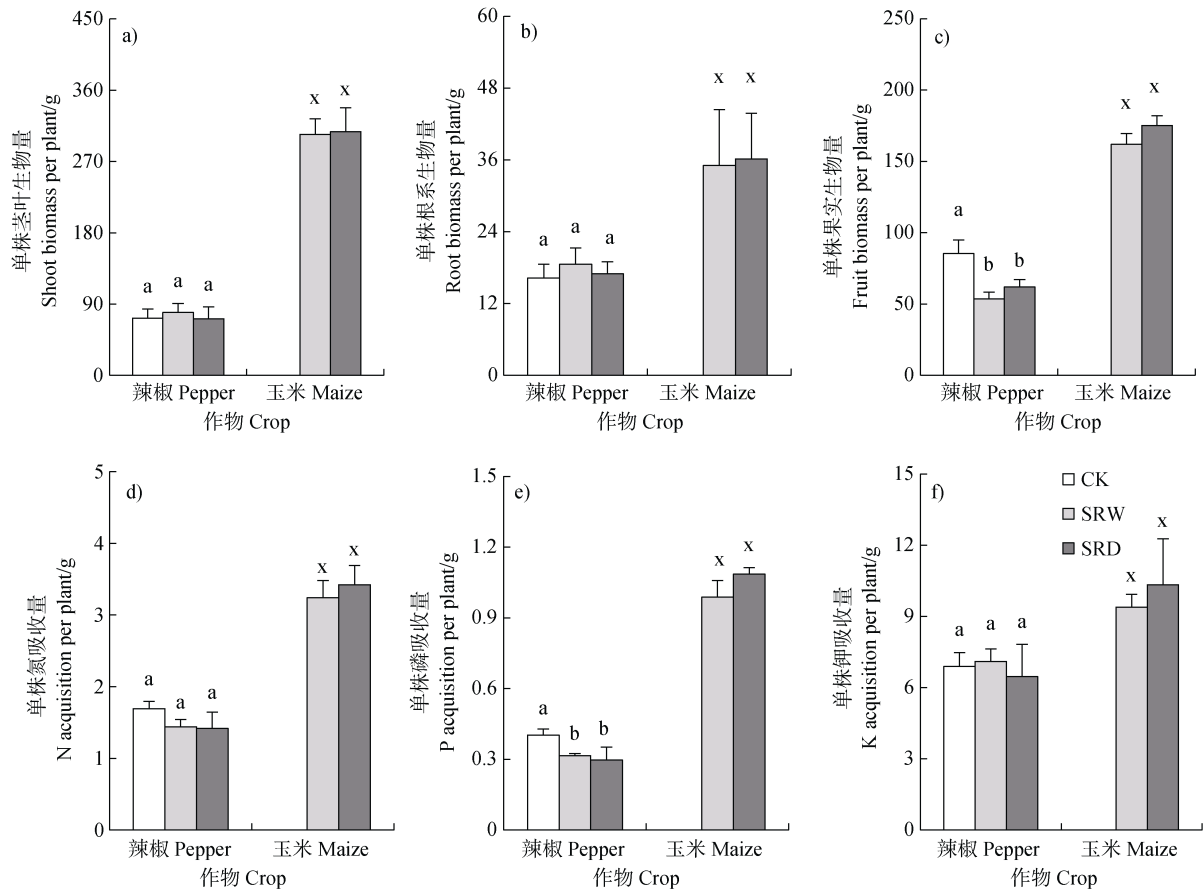 a)
450
360
270
180
90
0
单株茎叶生物量
Shoot biomass per plant/g
a
a
a
x
x
辣椒 Pepper
玉米 Maize
作物 Crop
b)
60
48
36
24
12
0
单株根系生物量
Root biomass per plant/g
a
a
a
x
x
辣椒 Pepper
玉米 Maize
作物 Crop
c)
250
200
150
100
50
0
单株果实生物量
Fruit biomass per plant/g
a
b
b
x
x
辣椒 Pepper
玉米 Maize
作物 Crop
d)
5
4
3
2
1
0
单株氮吸收量
N acquisition per plant/g
a
a
a
x
x
辣椒 Pepper
玉米 Maize
作物 Crop
e)
1.5
1.2
0.9
0.6
0.3
0
单株磷吸收量
P acquisition per plant/g
a
b
b
x
x
辣椒 Pepper
玉米 Maize
作物 Crop
f)
15
12
9
6
3
0
单株钾吸收量
K acquisition per plant/g
CK
SRW
SRD
a
a
a
x
x
辣椒 Pepper
玉米 Maize
作物 Crop